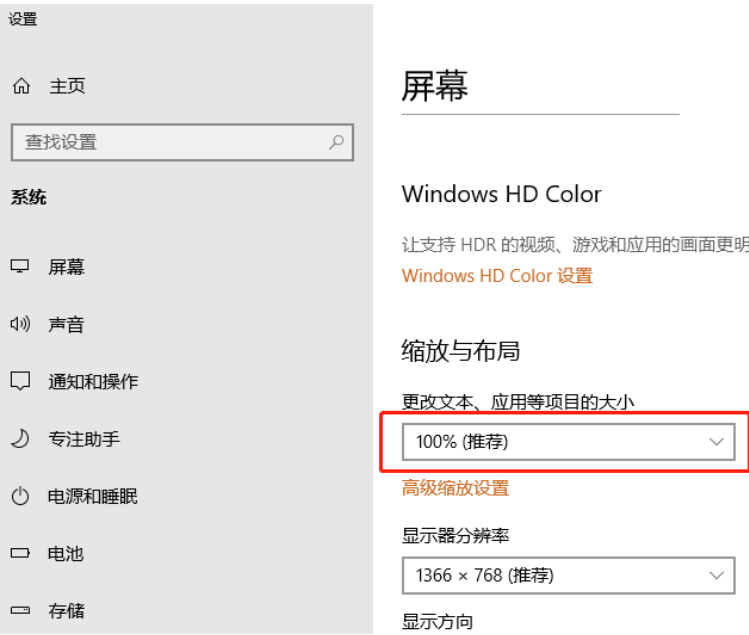 设置
主页
查找设置
系统
屏幕
声音
通知和操作
专注助手
电源和睡眠
电池
存储
屏幕
Windows HD Color
让支持 HDR 的视频、游戏和应用的画面更明
Windows HD Color 设置
缩放与布局
更改文本、应用等项目的大小
100% (推荐)
高级缩放设置
显示器分辨率
1366 × 768 (推荐)
显示方向